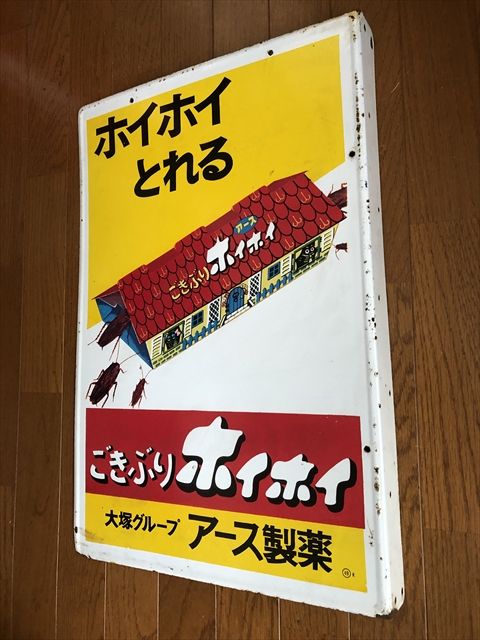 ホイホイ
とれる
アース
ごきぶり ホイホイ
ごきぶり ホイホイ
大塚グループ アース製薬